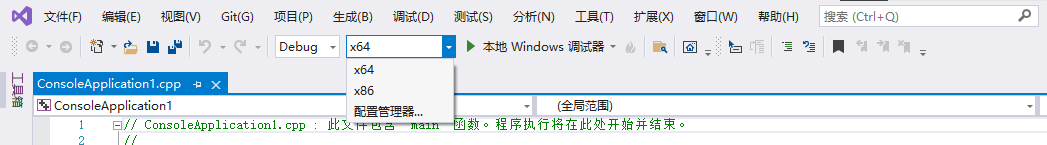 文件(F) 编辑(E) 视图(V) Git(G) 项目(P) 生成(B) 调试(D) 测试(S) 分析(N) 工具(T) 扩展(X) 窗口(W) 帮助(H) 搜索 (Ctrl+Q)
Debug x64 本地 Windows 调试器
x64
x86
配置管理器...
工具箱
ConsoleApplication1.cpp
ConsoleApplication1 (全局范围)
1 // ConsoleApplication1.cpp : 此文件包含 "main" 函数。程序执行将在此处开始并结束。
2 //